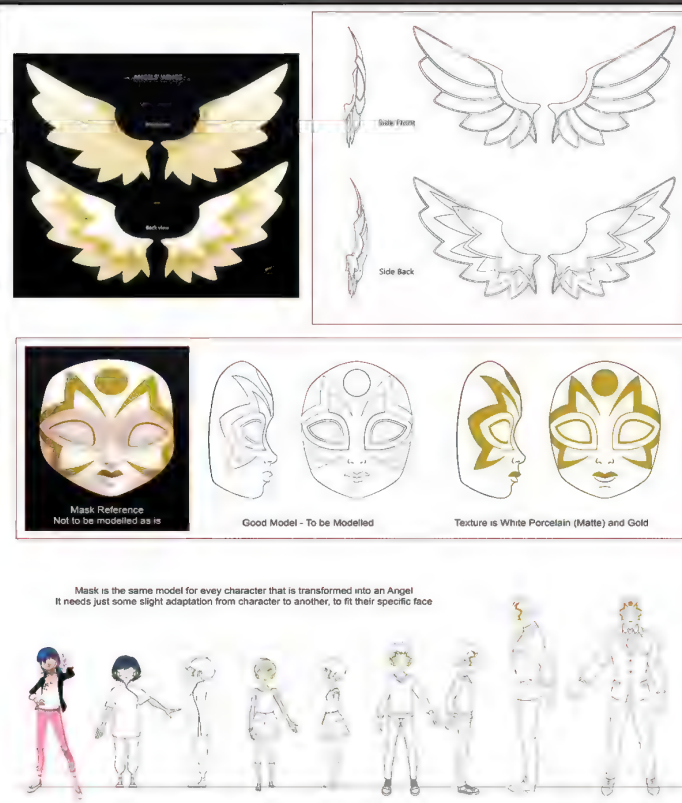 ANGELS' WINGS
Back view
Side Front
Side Back
Mask Reference
Not to be modelled as is
Good Model - To be Modelled
Texture is White Porcelain (Matte) and Gold
Mask is the same model for evey character that is transformed into an Angel
It needs just some slight adaptation from character to another, to fit their specific face